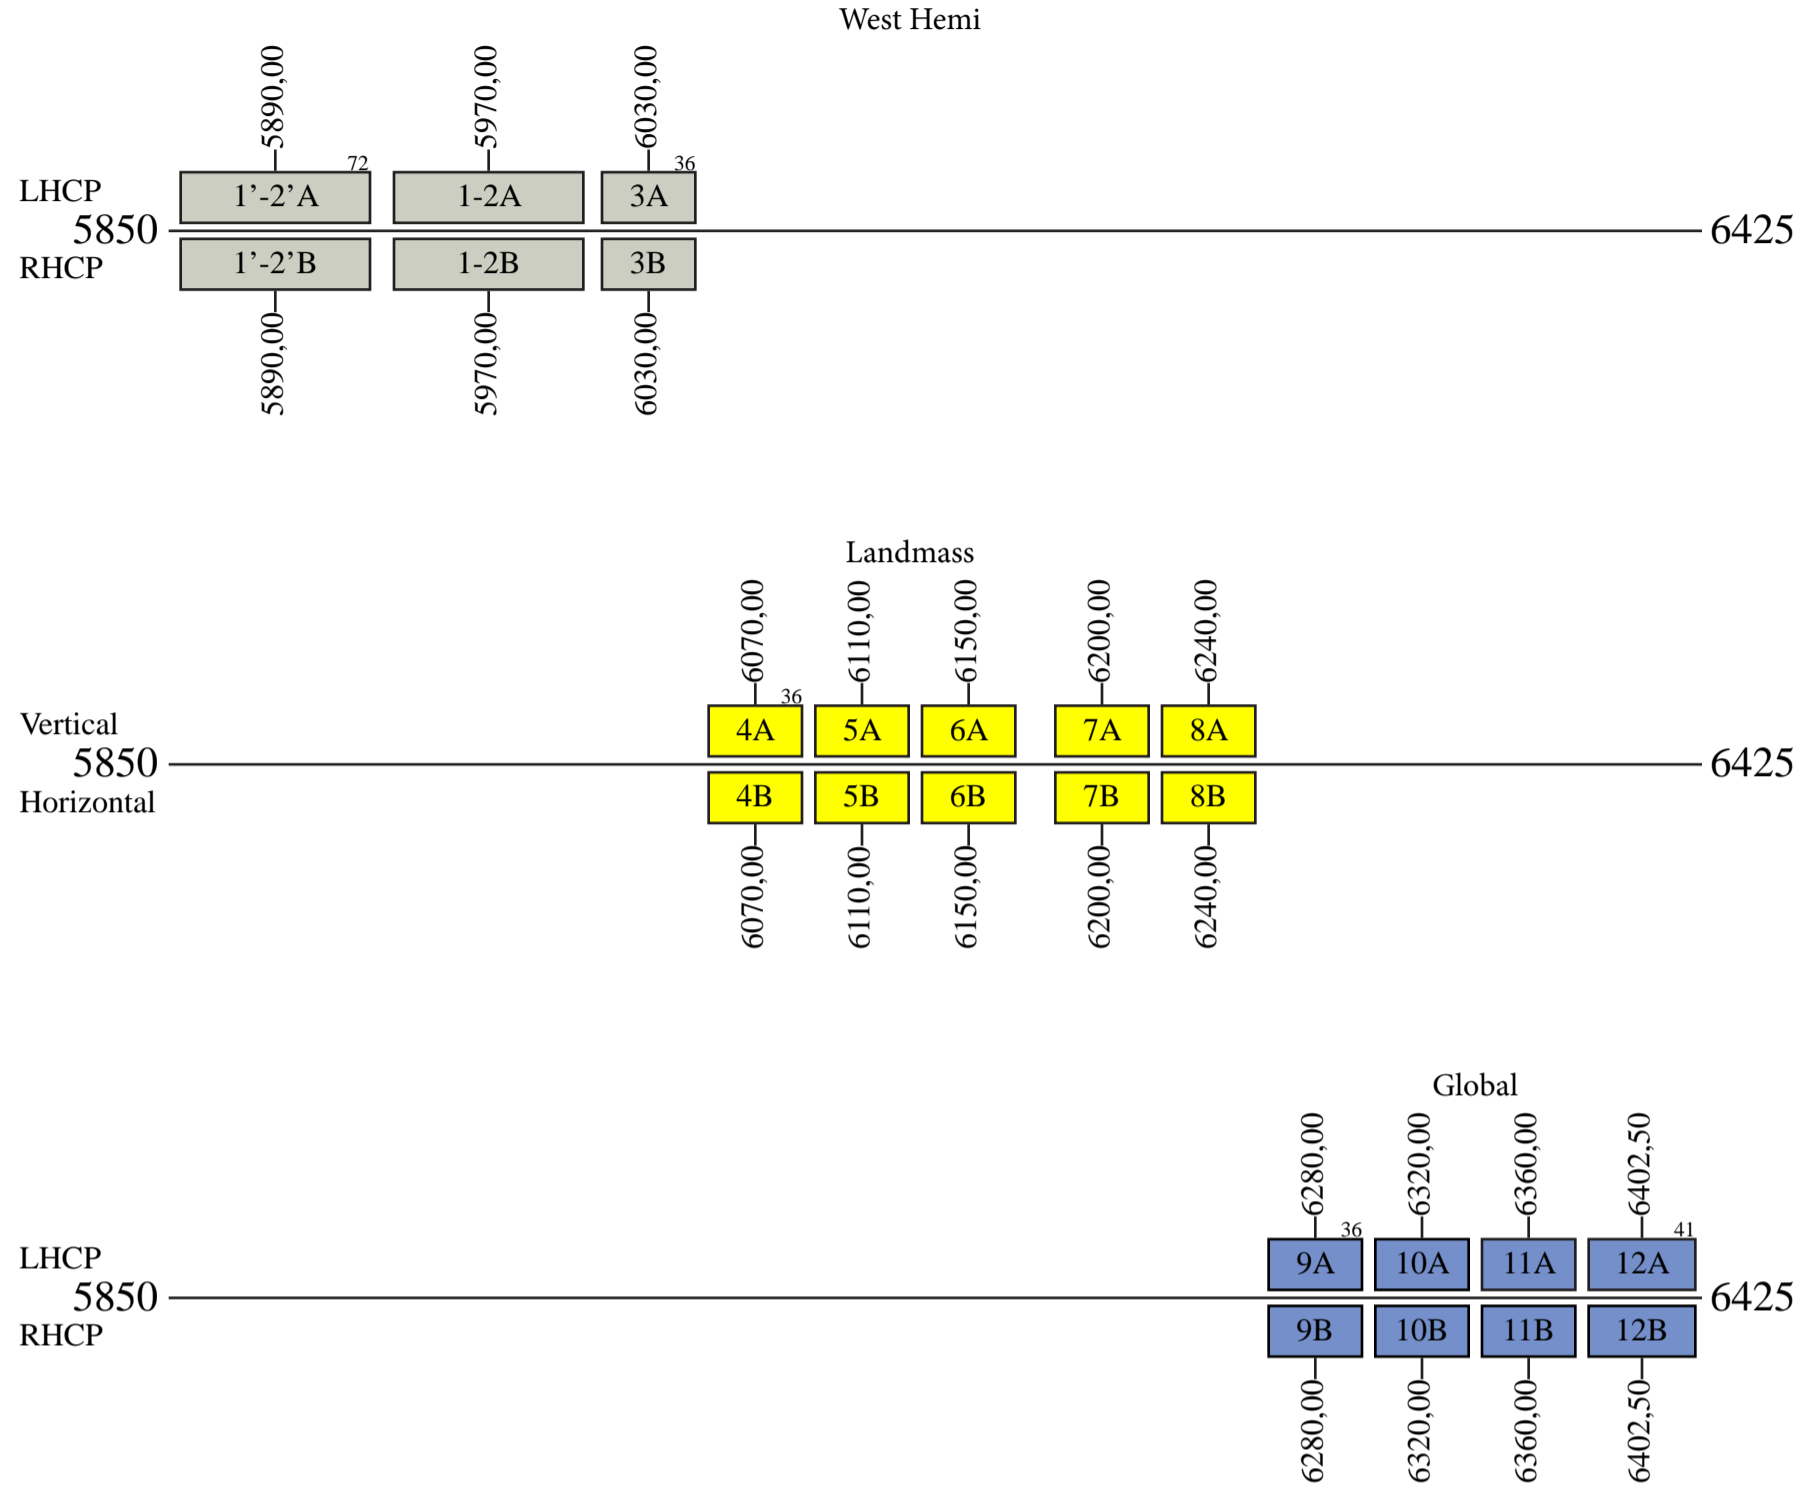 West Hemi
5890,00 5970,00 6030,00
72 36
LHCP 1’-2’A 1-2A 3A
5850 6425
RHCP 1’-2’B 1-2B 3B
5890,00 5970,00 6030,00
Landmass
6070,00 6110,00 6150,00 6200,00 6240,00
36
Vertical 4A 5A 6A 7A 8A
5850 6425
Horizontal 4B 5B 6B 7B 8B
6070,00 6110,00 6150,00 6200,00 6240,00
Global
6280,00 6320,00 6360,00 6402,50
36 41
LHCP 9A 10A 11A 12A
5850 6425
RHCP 9B 10B 11B 12B
6280,00 6320,00 6360,00 6402,50